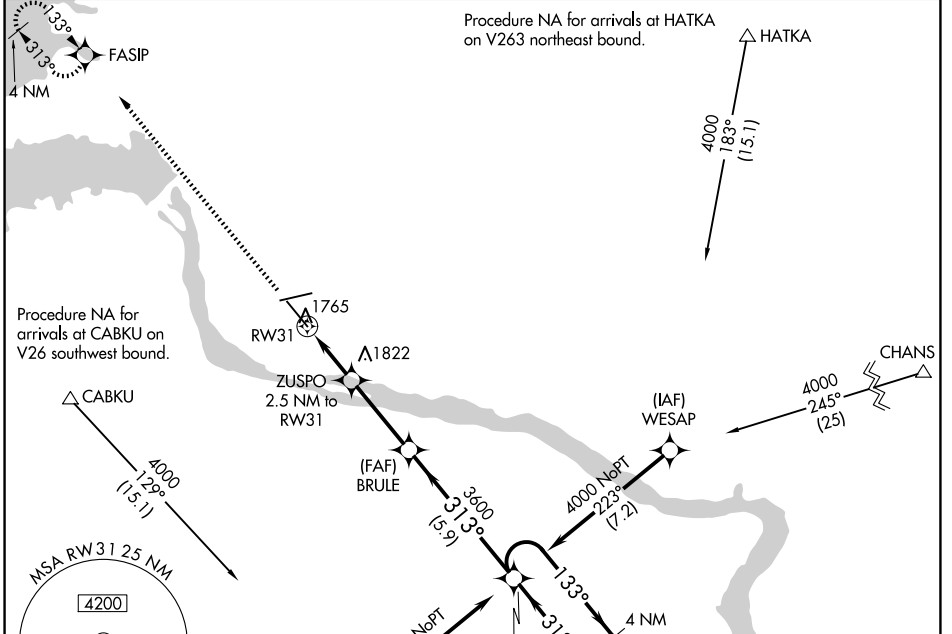 133°
313°
4 NM
FASIP
Procedure NA for arrivals at HATKA
on V263 northeast bound.
HATKA
4000
183°
(15.1)
1765
RW31
Procedure NA for
arrivals at CABKU on
V26 southwest bound.
1822
ZUSPO
2.5 NM to
RW31
CHANS
4000
245°
(25)
CABKU
(IAF)
WESAP
4000
129°
(15.1)
(FAF)
BRULE
4000 NoPT
223°
(7.2)
3600
313°
(5.9)
MSA RW31 25 NM
4200
133°
4 NM
NoPT